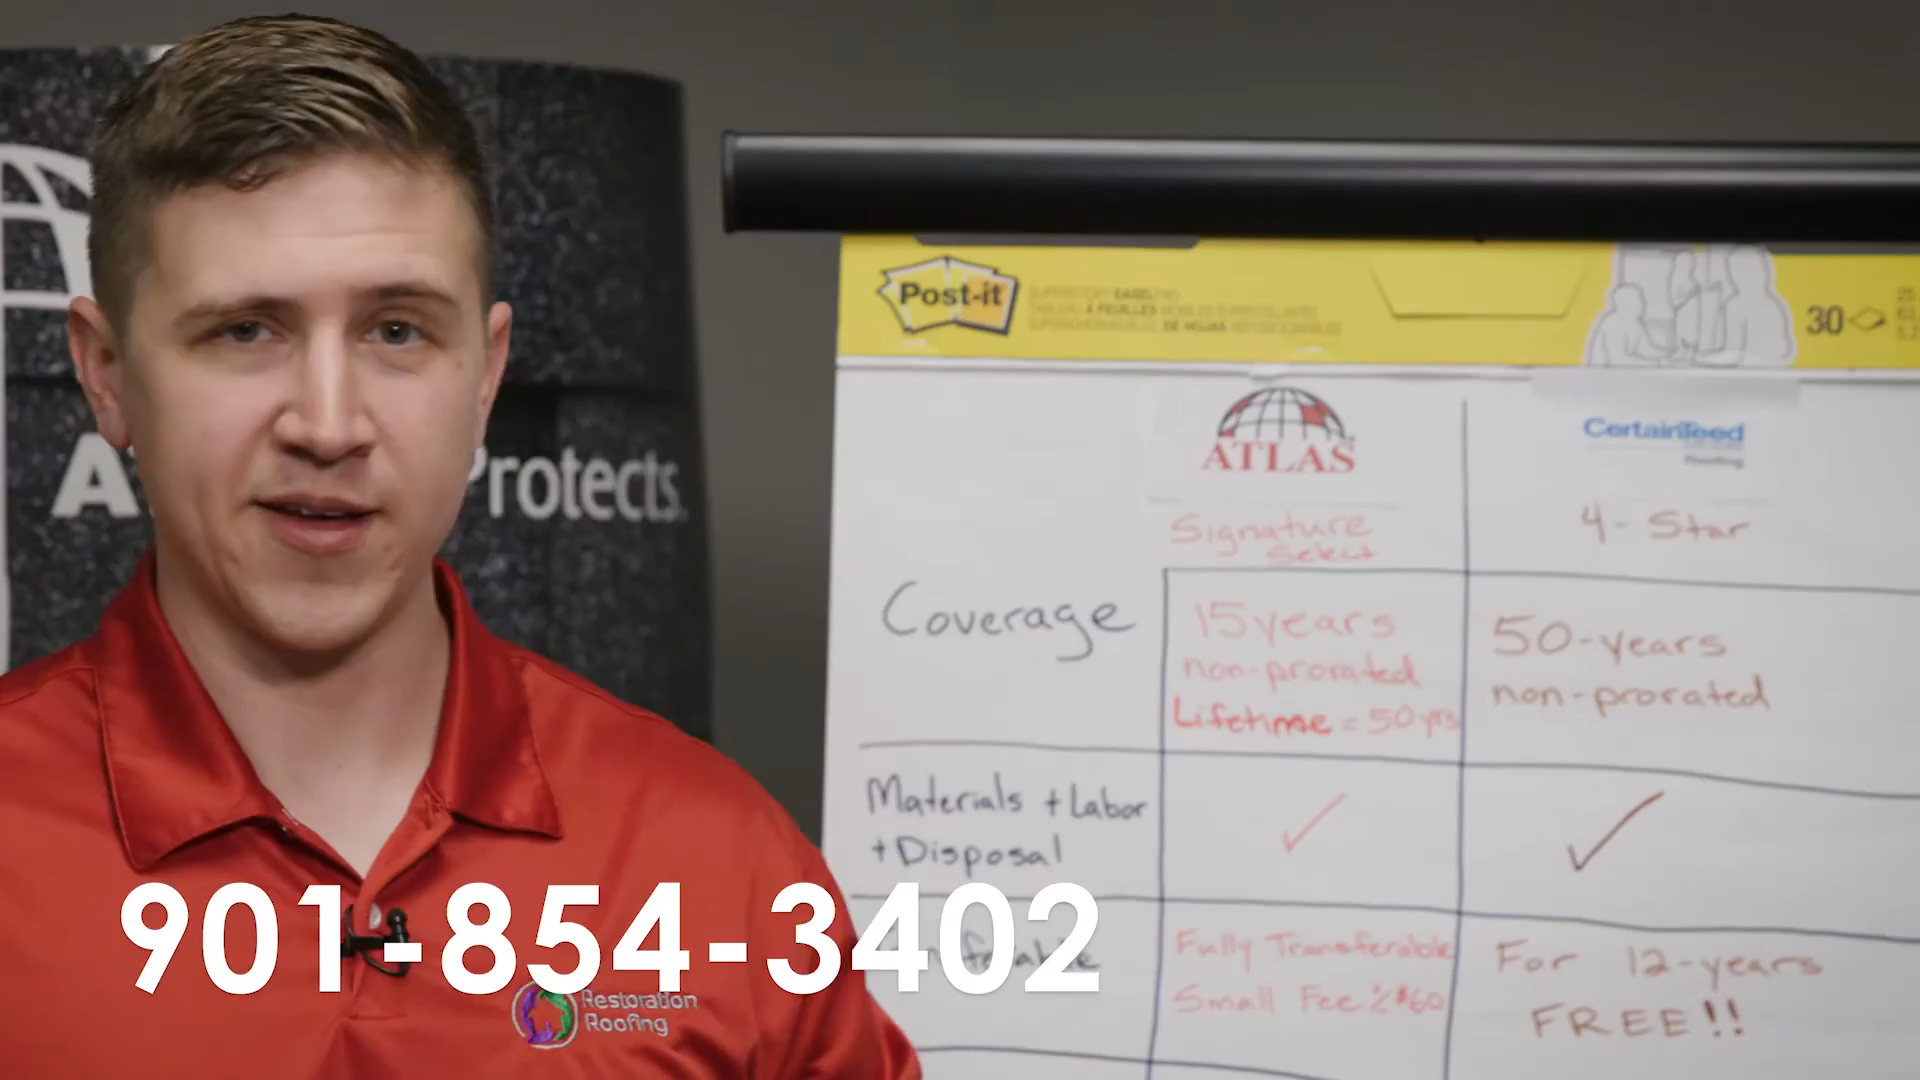 Post-it
EASEL
30
ATLAS
CertainTeed
Roofing
Signature
Select
4-Star
A Protects.
Coverage
15 years
non-prorated
Lifetime = 50 yrs
50-years
non-prorated
Materials + Labor
+ Disposal
Fully Transferable
Small Fee
For 12-years
FREE!!
901-854-3402
Restoration
Roofing